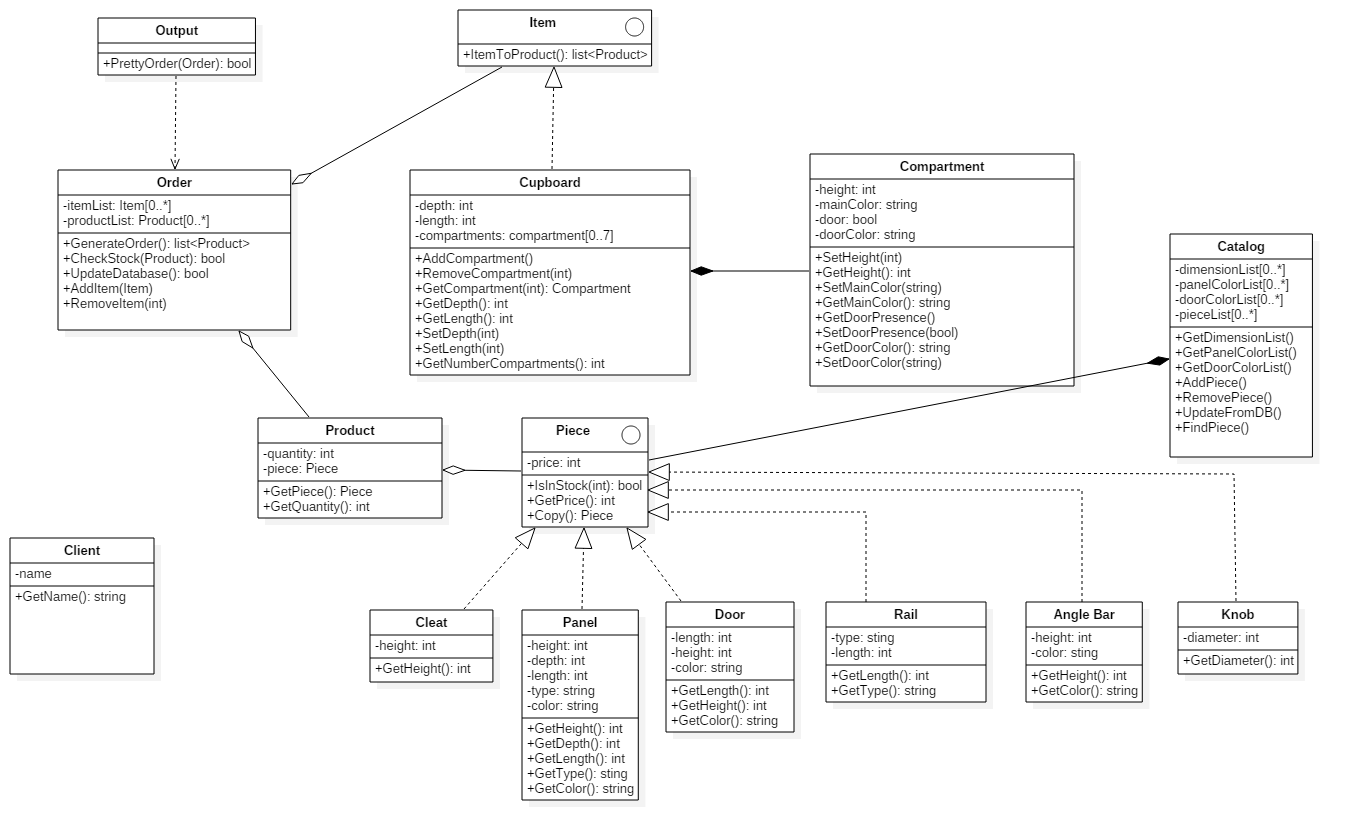 Output
+PrettyOrder(Order): bool
Item
+ItemToProduct(): list<Product>
Order
-itemList: Item[0..*]
-productList: Product[0..*]
+GenerateOrder(): list<Product>
+CheckStock(Product): bool
+UpdateDatabase(): bool
+AddItem(Item)
+RemoveItem(int)
Cupboard
-depth: int
-length: int
-compartments: compartment[0..7]
+AddCompartment()
+RemoveCompartment(int)
+GetCompartment(int): Compartment
+GetDepth(): int
+GetLength(): int
+SetDepth(int)
+SetLength(int)
+GetNumberCompartments(): int
Compartment
-height: int
-mainColor: string
-door: bool
-doorColor: string
+SetHeight(int)
+GetHeight(): int
+SetMainColor(string)
+GetMainColor(): string
+GetDoorPresence()
+SetDoorPresence(bool)
+GetDoorColor(): string
+SetDoorColor(string)
Catalog
-dimensionList[0..*]
-panelColorList[0..*]
-doorColorList[0..*]
-pieceList[0..*]
+GetDimensionList()
+GetPanelColorList()
+GetDoorColorList()
+AddPiece()
+RemovePiece()
+UpdateFromDB()
+FindPiece()
Product
-quantity: int
-piece: Piece
+GetPiece(): Piece
+GetQuantity(): int
Piece
-price: int
+IsInStock(int): bool
+GetPrice(): int
+Copy(): Piece
Client
-name
+GetName(): string
Cleat
-height: int
+GetHeight(): int
Panel
-height: int
-depth: int
-length: int
-type: string
-color: string
+GetHeight(): int
+GetDepth(): int
+GetLength(): int
+GetType(): sting
+GetColor(): string
Door
-length: int
-height: int
-color: string
+GetLength(): int
+GetHeight(): int
+GetColor(): string
Rail
-type: sting
-length: int
+GetLength(): int
+GetType(): string
Angle Bar
-height: int
-color: sting
+GetHeight(): int
+GetColor(): string
Knob
-diameter: int
+GetDiameter(): int